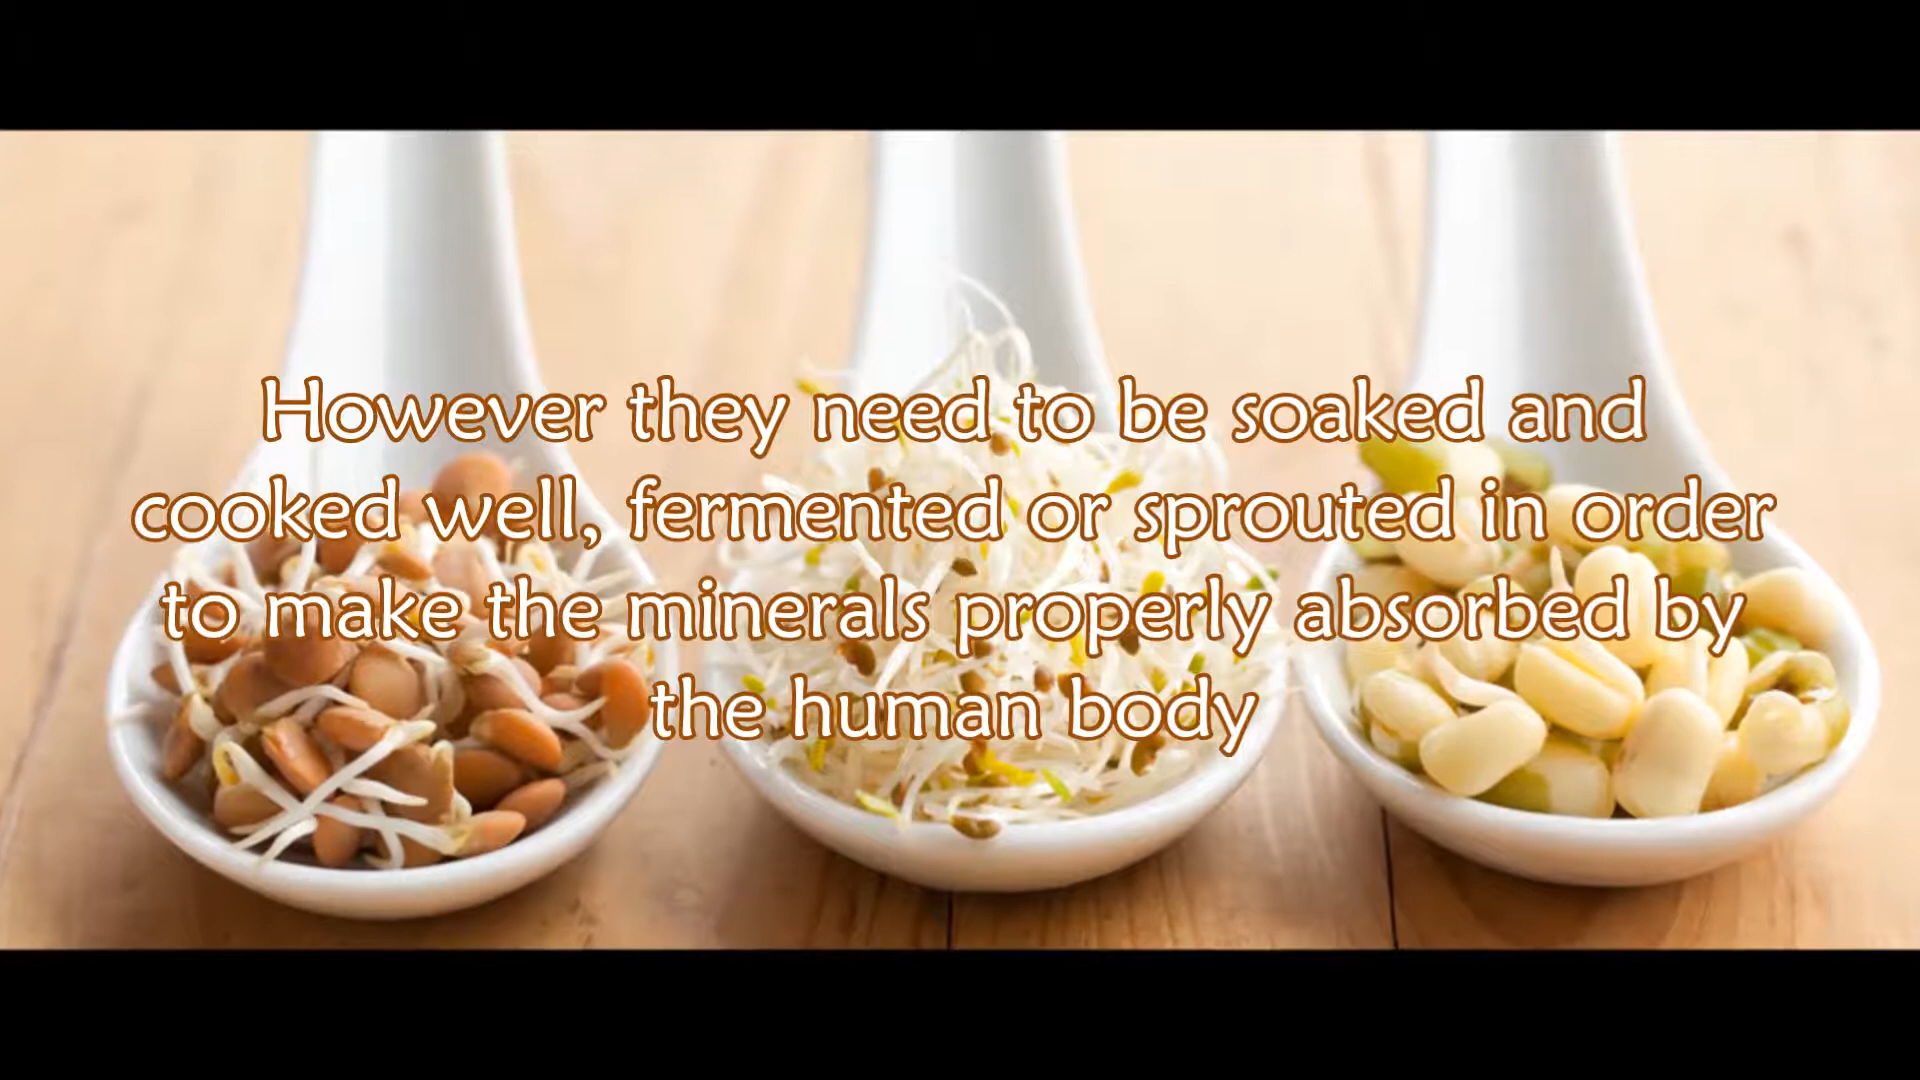 However they need to be soaked and
cooked well, fermented or sprouted in order
to make the minerals properly absorbed by
the human body